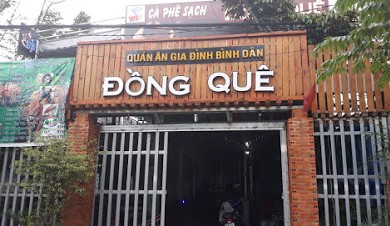 CÀ PHÊ SẠCH
QUÁN ĂN GIA ĐÌNH BÌNH DÂN
ĐỒNG QUÊ